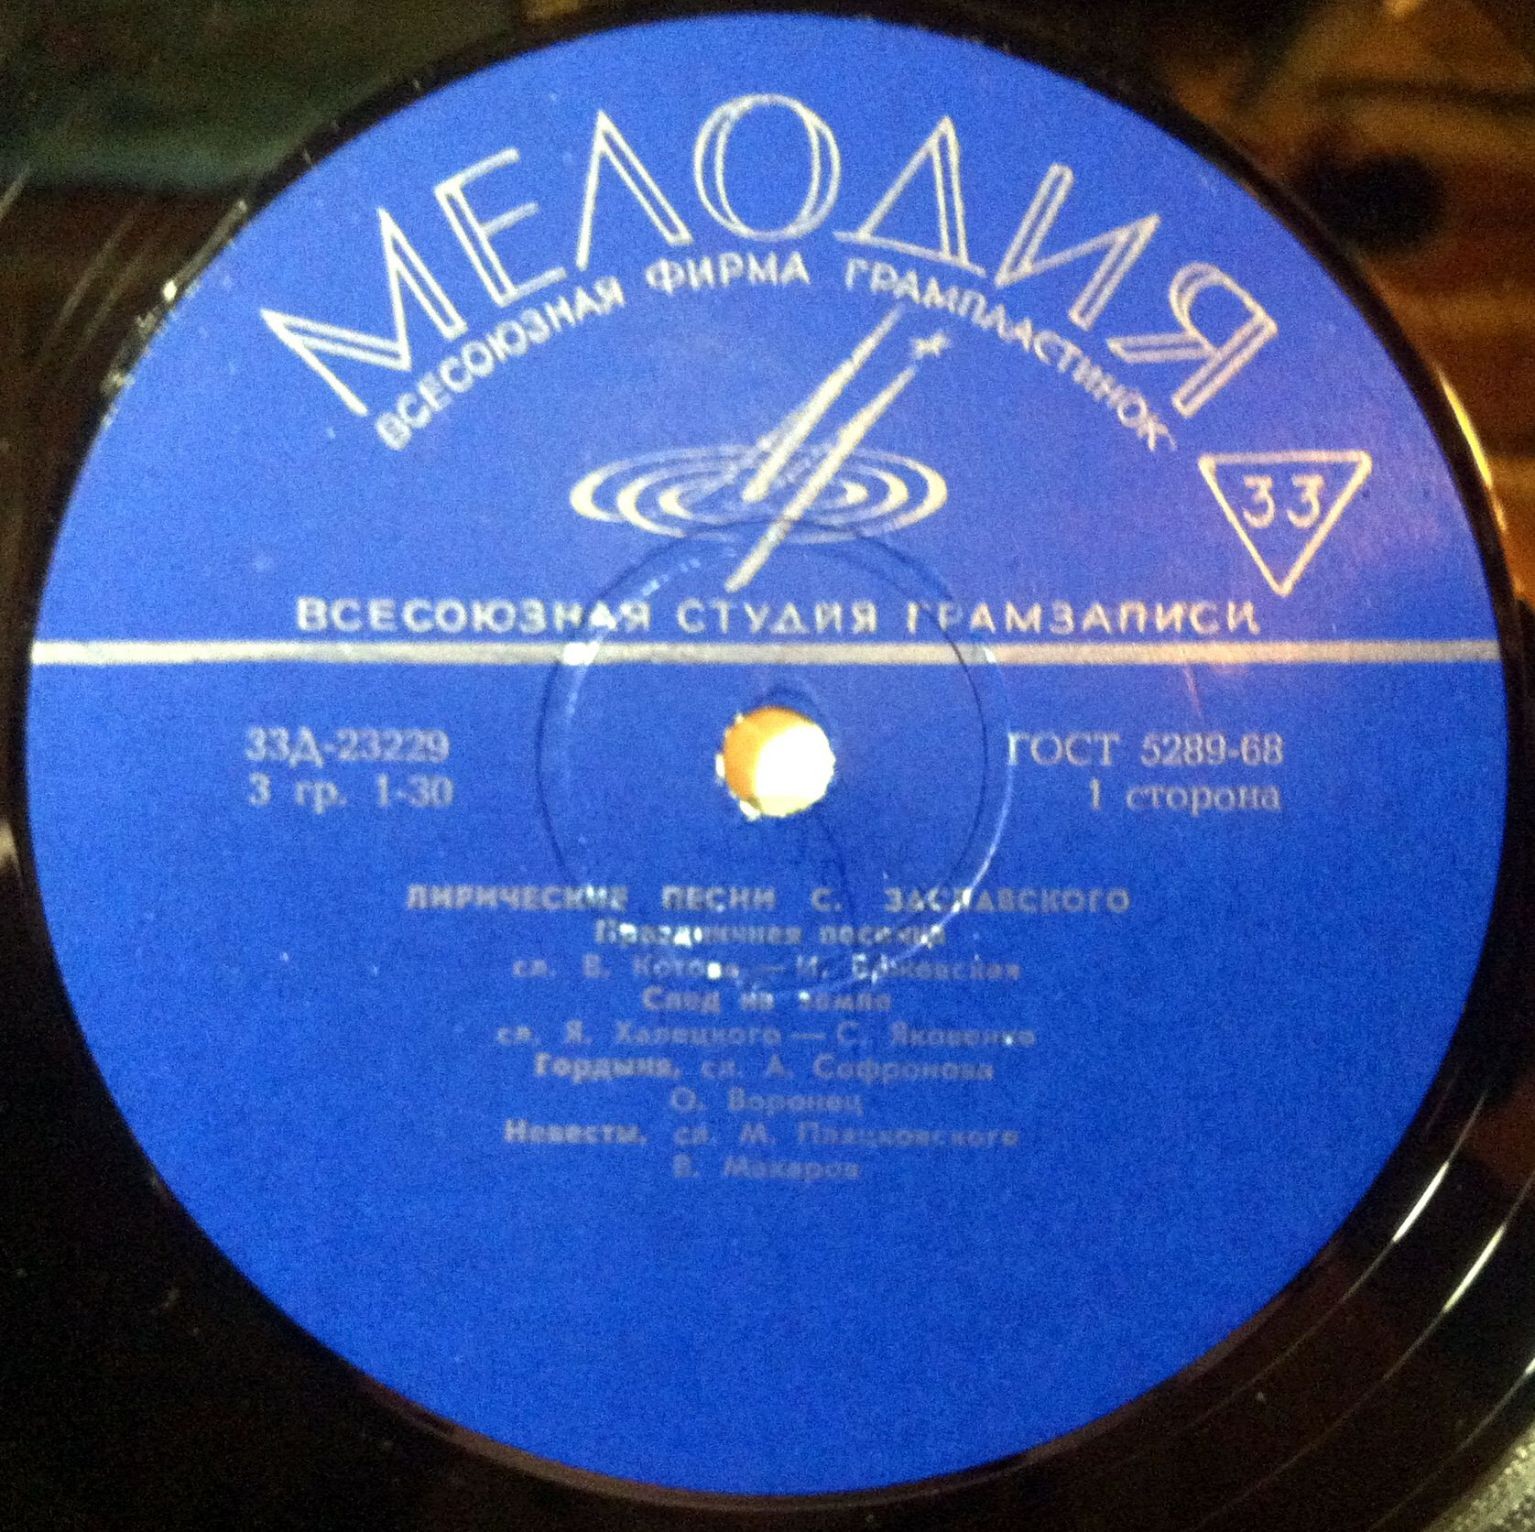 МЕЛОДИЯ
ВСЕСОЮЗНАЯ ФИРМА ГРАМПЛАСТИНОК
33
ВСЕСОЮЗНАЯ СТУДИЯ ГРАМЗАПИСИ
33Д-23229
3 гр. 1-30
ГОСТ 5289-68
1 сторона
ЛИРИЧЕСКИЕ ПЕСНИ С. ЗАСЛАВСКОГО
Праздничная песенка
сл. В. Котова — И.
След на земле
сл. Я. Халецкого — С. Яковенко
Гордыня, сл. А. Софронова
О. Воронец
Невесты, сл. М. Пляцковского
В. Макаров